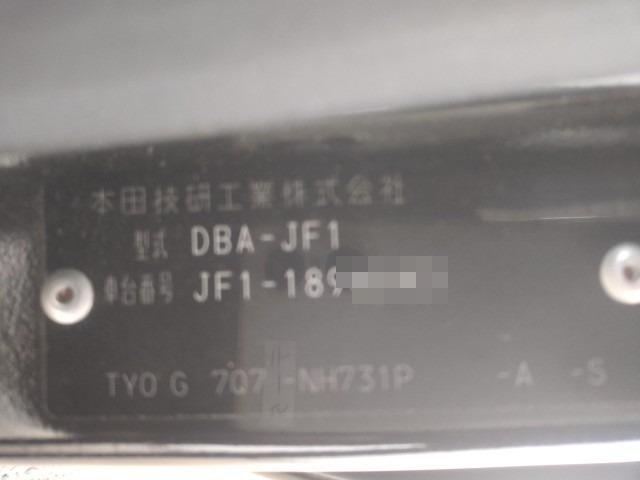 本田技研工業株式会社
型式 DBA-JF1
車台番号 JF1-189
TYO G 7Q7 -NH731P -A -S